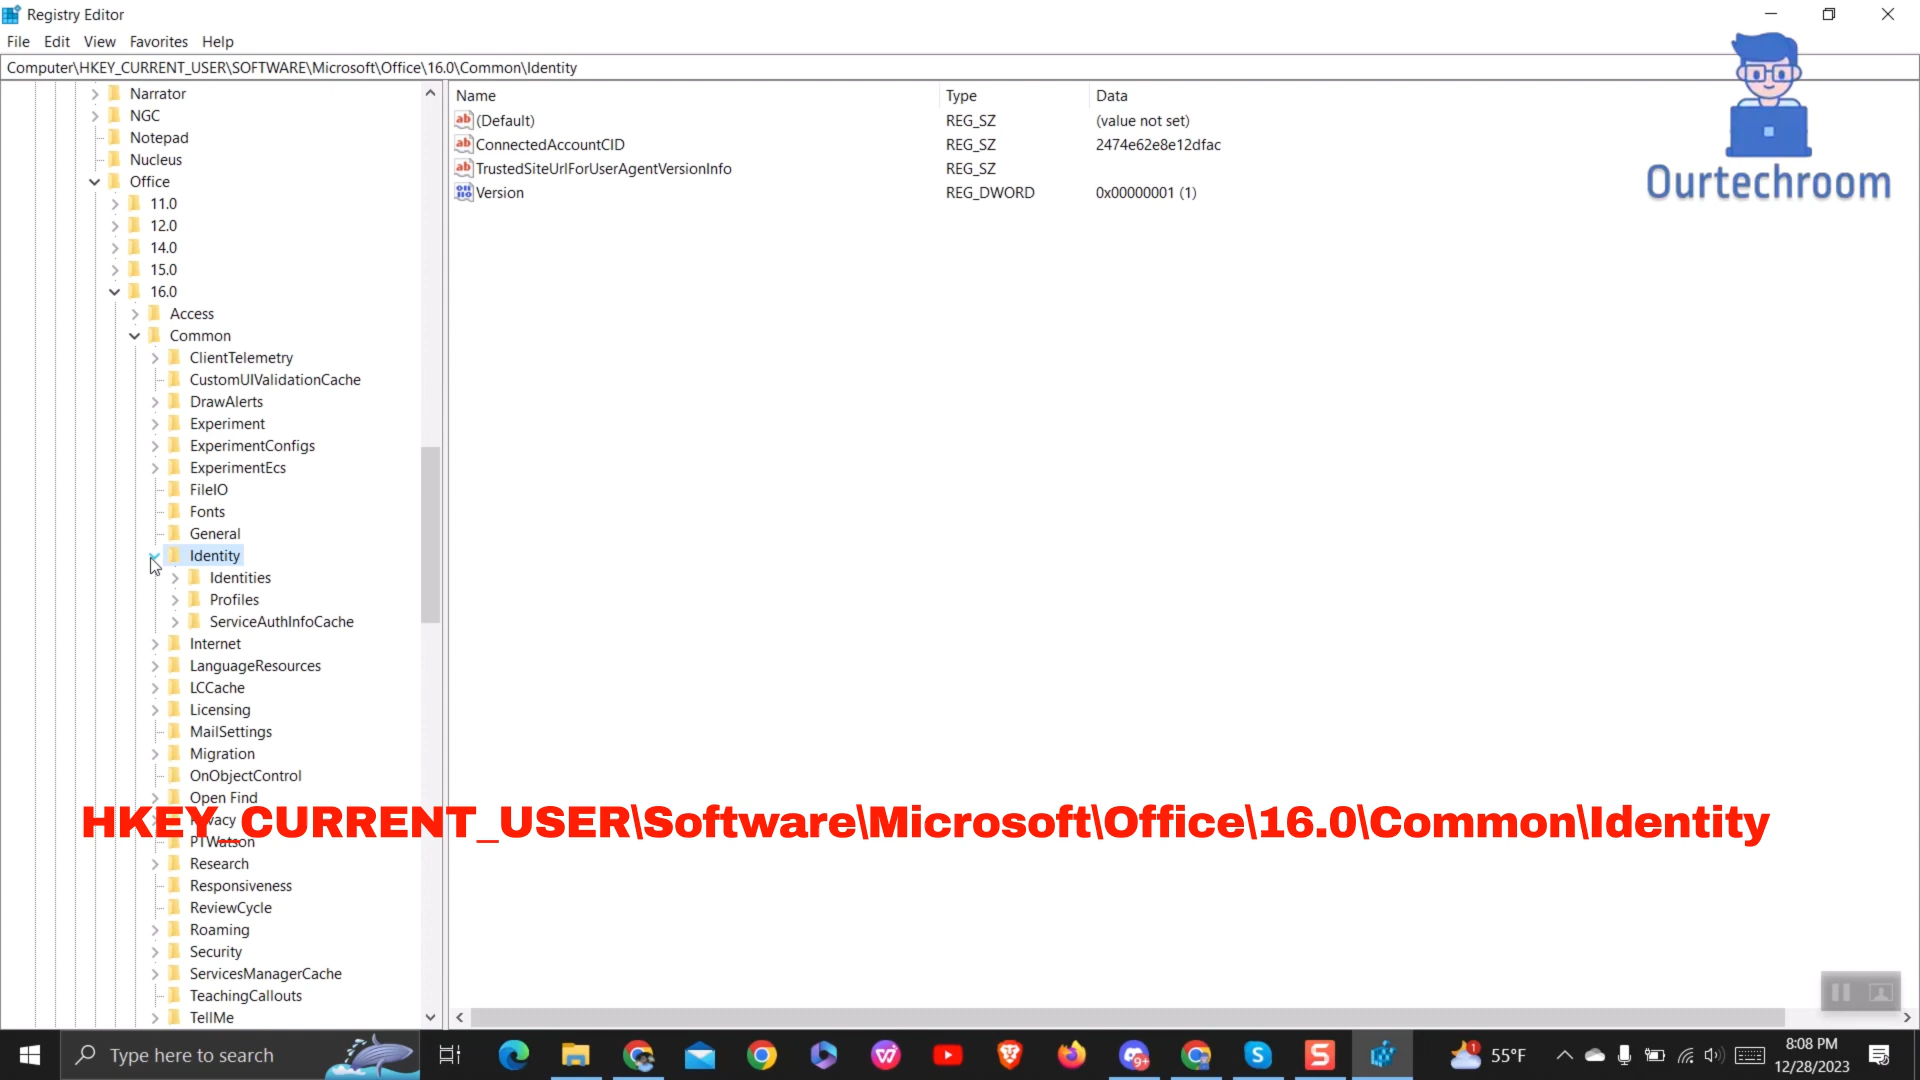 Registry Editor
File Edit View Favorites Help
Computer\HKEY_CURRENT_USER\SOFTWARE\Microsoft\Office\16.0\Common\Identity
Narrator
NGC
Notepad
Nucleus
Office
11.0
12.0
14.0
15.0
16.0
Access
Common
ClientTelemetry
CustomUIValidationCache
DrawAlerts
Experiment
ExperimentConfigs
ExperimentEcs
FileIO
Fonts
General
Identity
Identities
Profiles
ServiceAuthInfoCache
Internet
LanguageResources
LCCache
Licensing
MailSettings
Migration
OnObjectControl
Open Find
PTWatson
Research
Responsiveness
ReviewCycle
Roaming
Security
ServicesManagerCache
TeachingCallouts
TellMe
Name Type Data
(Default) REG_SZ (value not set)
ConnectedAccountCID REG_SZ 2474e62e8e12dfac
TrustedSiteUrlForUserAgentVersionInfo REG_SZ
Version REG_DWORD 0x00000001 (1)
Ourtechroom
HKEY_CURRENT_USER\Software\Microsoft\Office\16.0\Common\Identity
Type here to search
9+
1
55°F
8:08 PM
12/28/2023